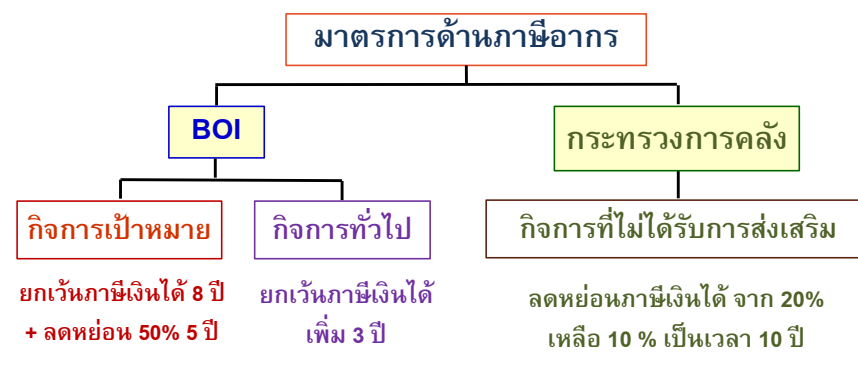 มาตรการด้านภาษีอากร
BOI
กระทรวงการคลัง
กิจการเป้าหมาย
กิจการทั่วไป
กิจการที่ไม่ได้รับการส่งเสริม
ยกเว้นภาษีเงินได้ 8 ปี
+ ลดหย่อน 50% 5 ปี
ยกเว้นภาษีเงินได้
เพิ่ม 3 ปี
ลดหย่อนภาษีเงินได้ จาก 20%
เหลือ 10 % เป็นเวลา 10 ปี